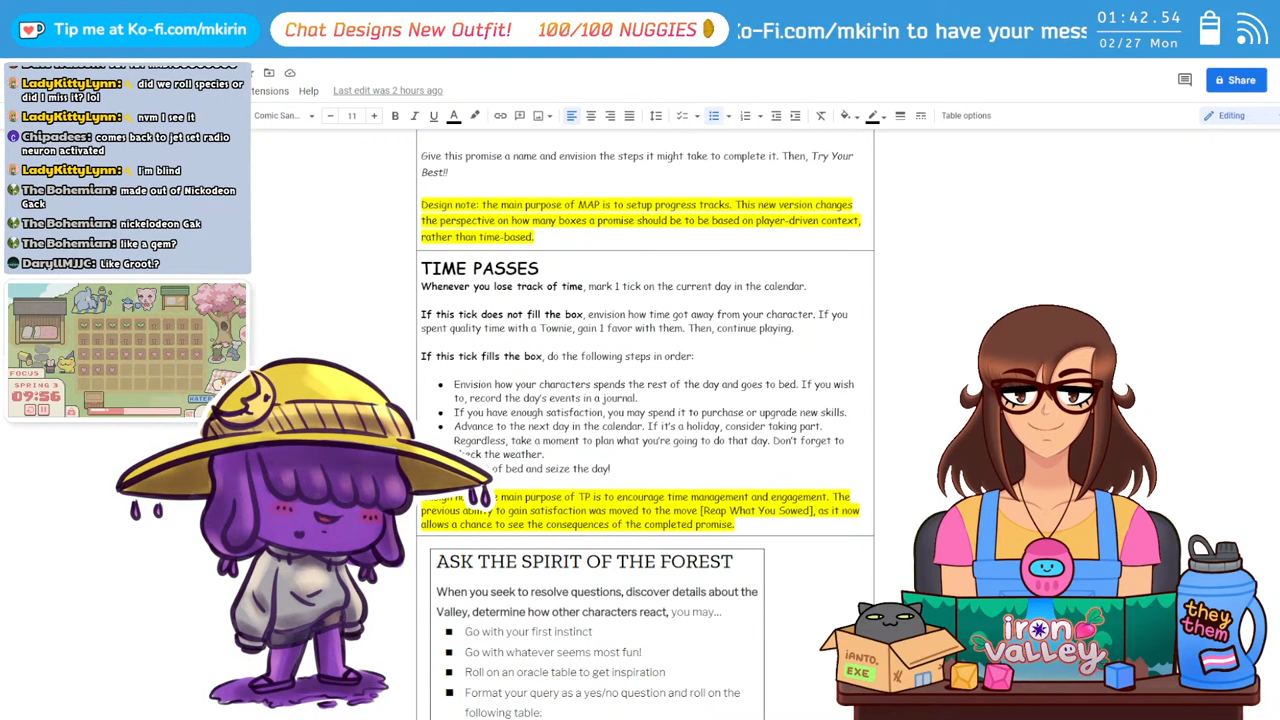 Tip me at Ko-fi.com/mkirin
Chat Designs New Outfit! 100/100 NUGGIES
Ko-Fi.com/mkirin to have your mess
01:42.54
02/27 Mon
LadyKittyLynn: did we roll species or
did I miss it? lol
LadyKittyLynn: nvm I see it
Chipadees: comes back to jet set radio
neuron activated
LadyKittyLynn: I'm blind
The Bohemian: made out of Nickodeon
Gack
The Bohemian: nickelodeon Gak
The Bohemian: like a gem?
DaryllMJJC: Like Groot?
FOCUS
SPRING 3
09:56
tensions Help Last edit was 2 hours ago
Share
Comic San... 11 B I U A Table options Editing
Give this promise a name and envision the steps it might take to complete it. Then, Try Your
Best!!
Design note: the main purpose of MAP is to setup progress tracks. This new version changes
the perspective on how many boxes a promise should be to be based on player-driven context,
rather than time-based.
TIME PASSES
Whenever you lose track of time, mark 1 tick on the current day in the calendar.
If this tick does not fill the box, envision how time got away from your character. If you
spent quality time with a Townie, gain 1 favor with them. Then, continue playing.
If this tick fills the box, do the following steps in order:
● Envision how your characters spends the rest of the day and goes to bed. If you wish
to, record the day's events in a journal.
● If you have enough satisfaction, you may spend it to purchase or upgrade new skills.
● Advance to the next day in the calendar. If it's a holiday, consider taking part.
Regardless, take a moment to plan what you're going to do that day. Don't forget to
the weather.
of bed and seize the day!
main purpose of TP is to encourage time management and engagement. The
previous ability to gain satisfaction was moved to the move [Reap What You Sowed], as it now
allows a chance to see the consequences of the completed promise.
ASK THE SPIRIT OF THE FOREST
When you seek to resolve questions, discover details about the
Valley, determine how other characters react, you may...
■ Go with your first instinct
■ Go with whatever seems most fun!
■ Roll on an oracle table to get inspiration
■ Format your query as a yes/no question and roll on the
following table:
iANTO.
EXE
iron
valley
they
them